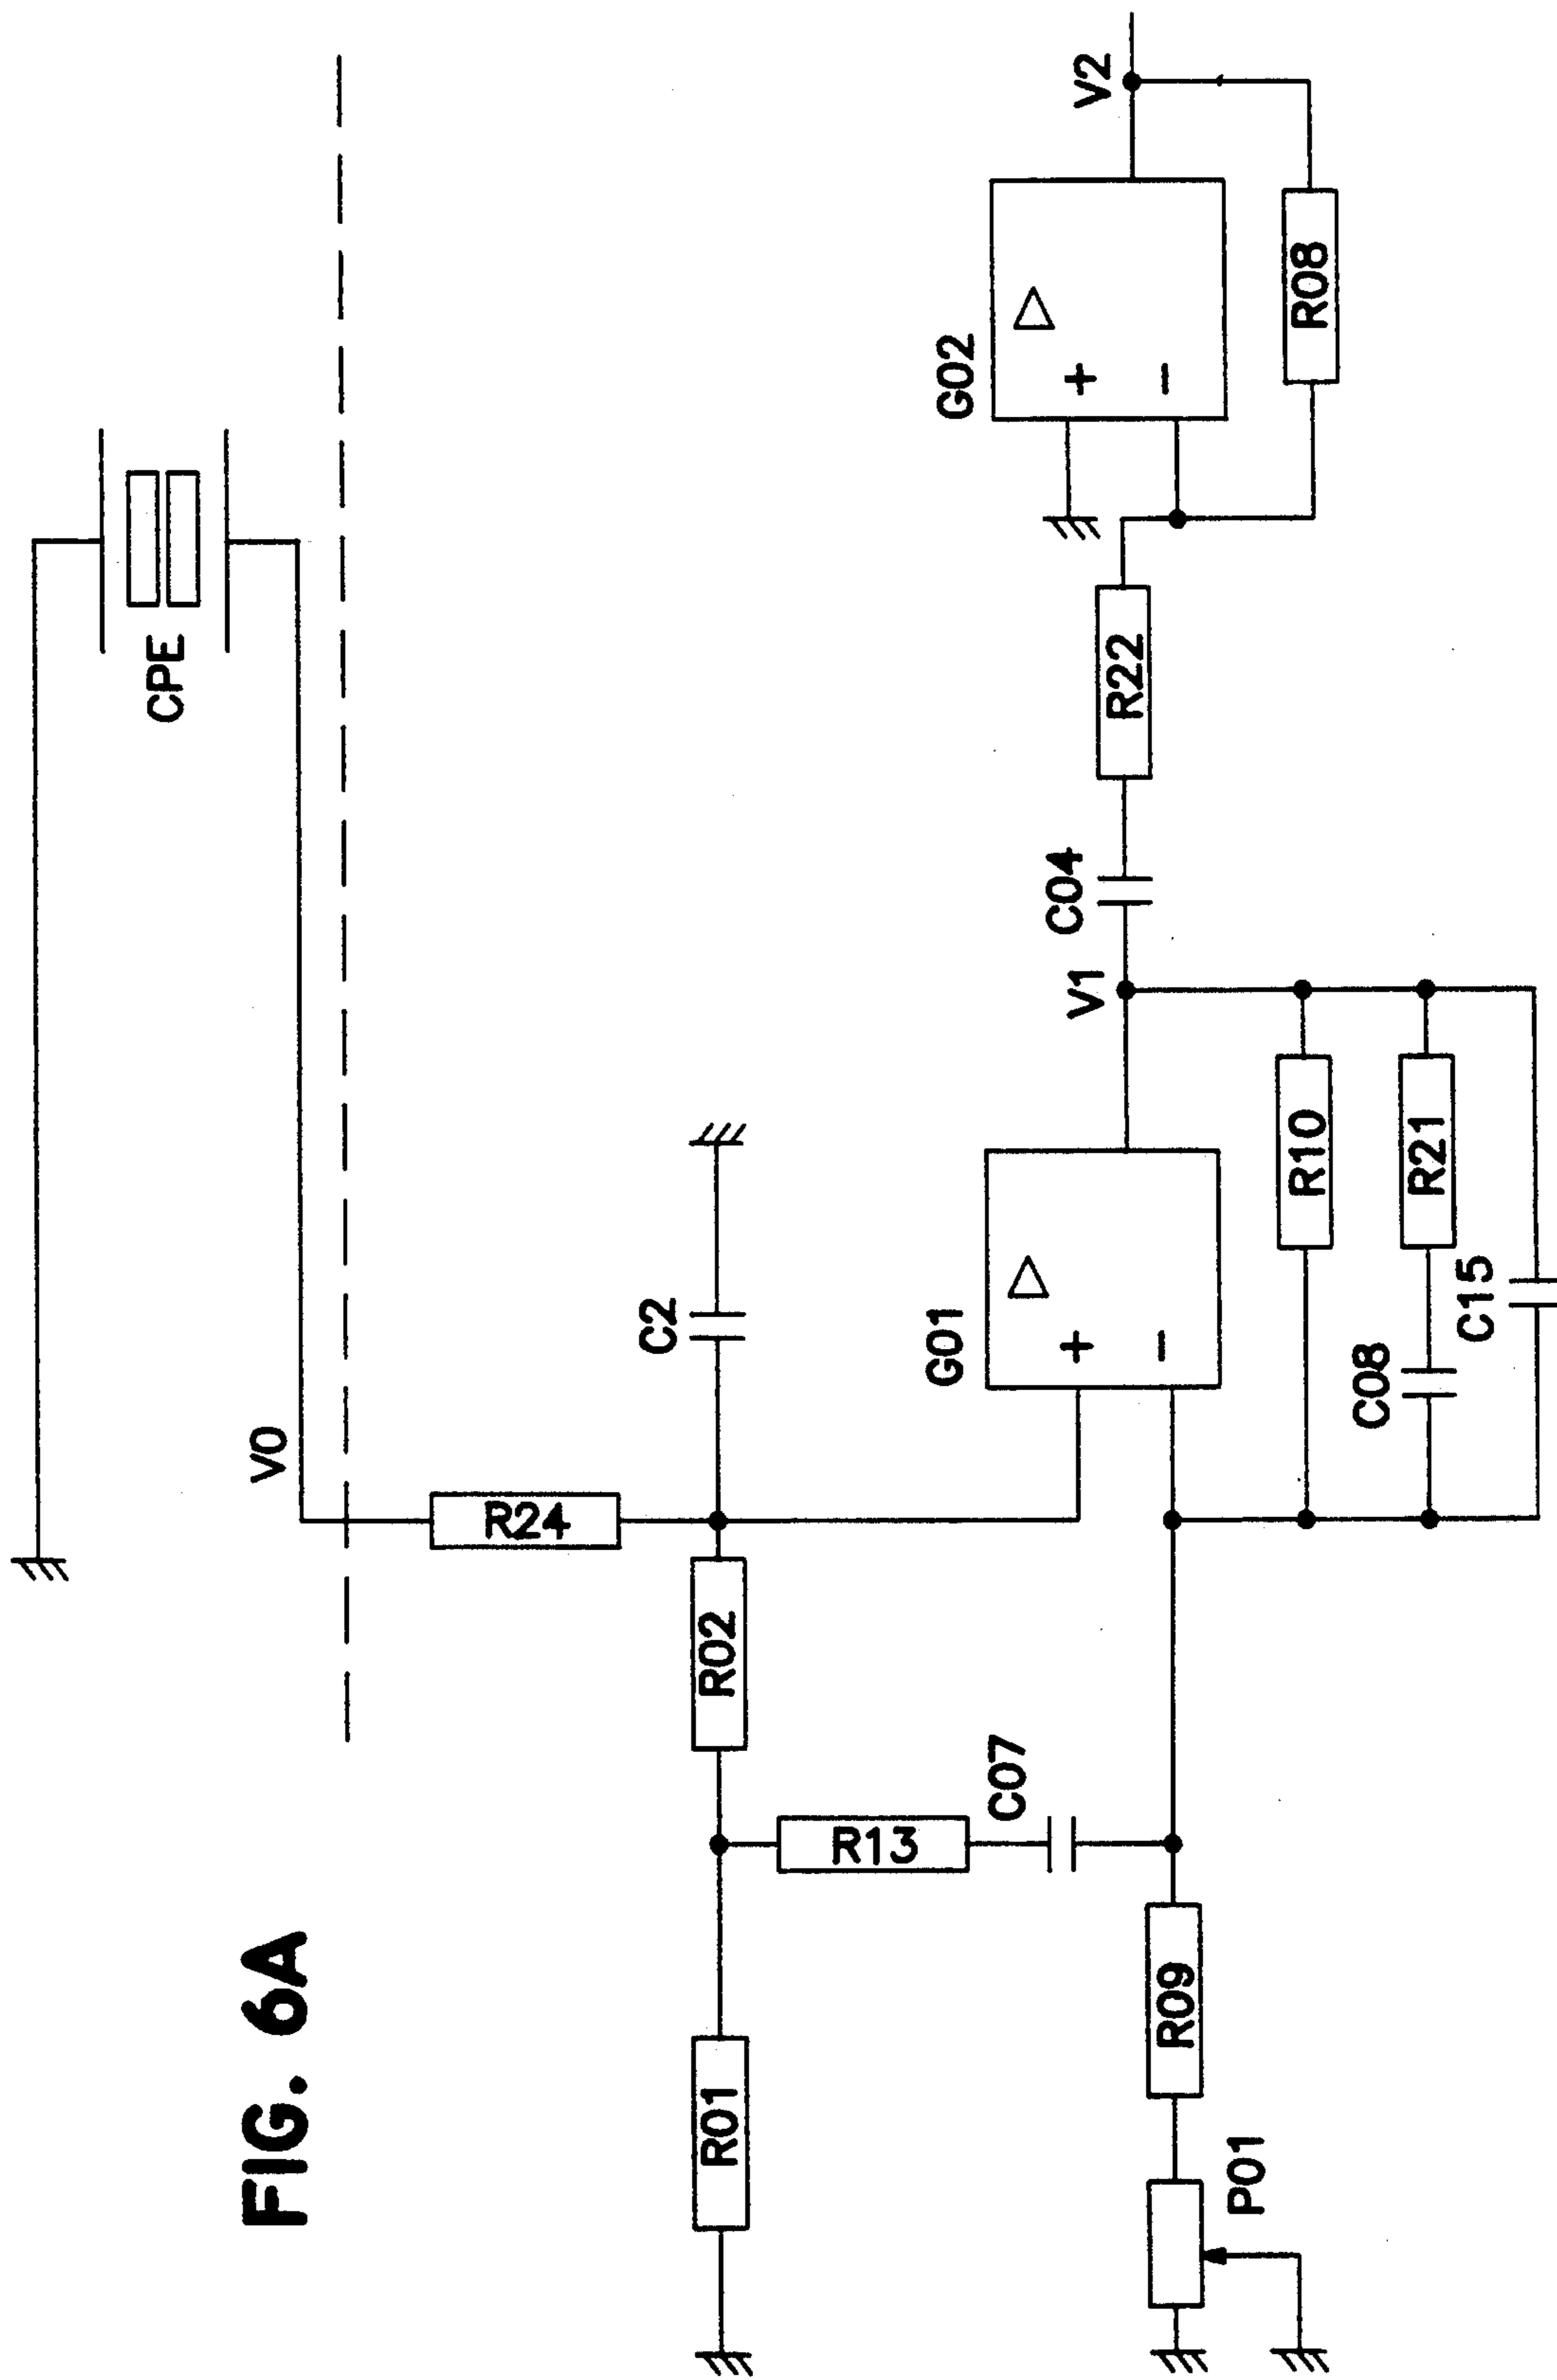 FIG. 6A
CPE
V0
R24
C2
R02
R01
R13
C07
R09
P01
G01
+
-
V1
R10
R21
C08
C15
C04
R22
G02
+
-
V2
R08